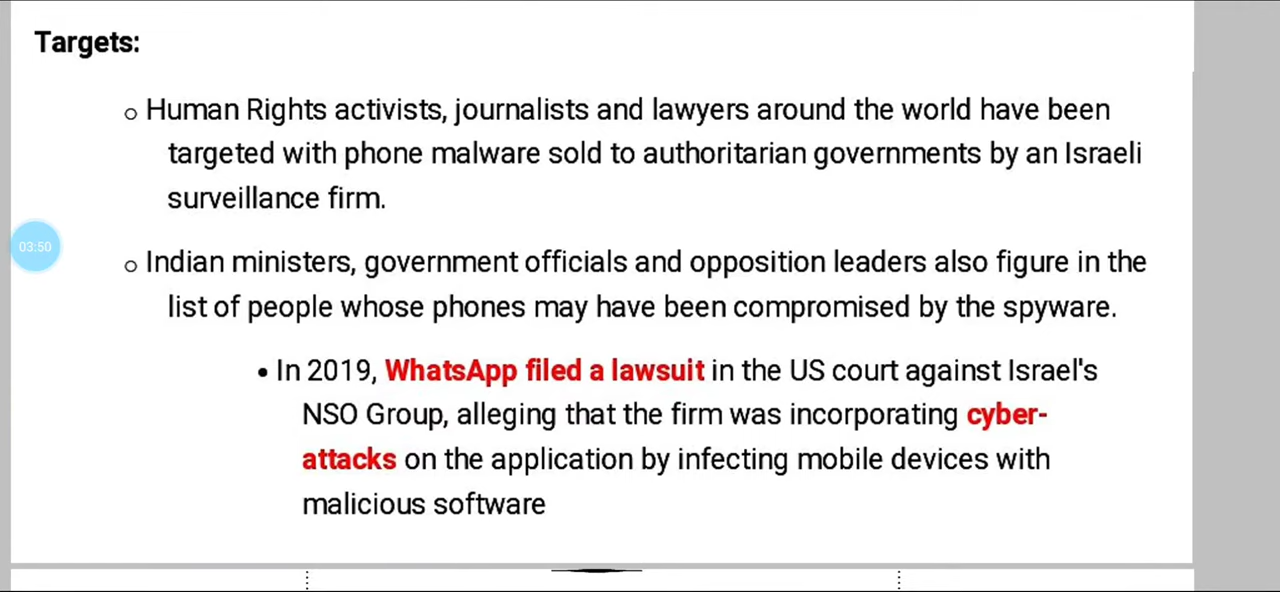 Targets:
o Human Rights activists, journalists and lawyers around the world have been
targeted with phone malware sold to authoritarian governments by an Israeli
surveillance firm.
03:50
o Indian ministers, government officials and opposition leaders also figure in the
list of people whose phones may have been compromised by the spyware.
• In 2019, WhatsApp filed a lawsuit in the US court against Israel's
NSO Group, alleging that the firm was incorporating cyber-
attacks on the application by infecting mobile devices with
malicious software